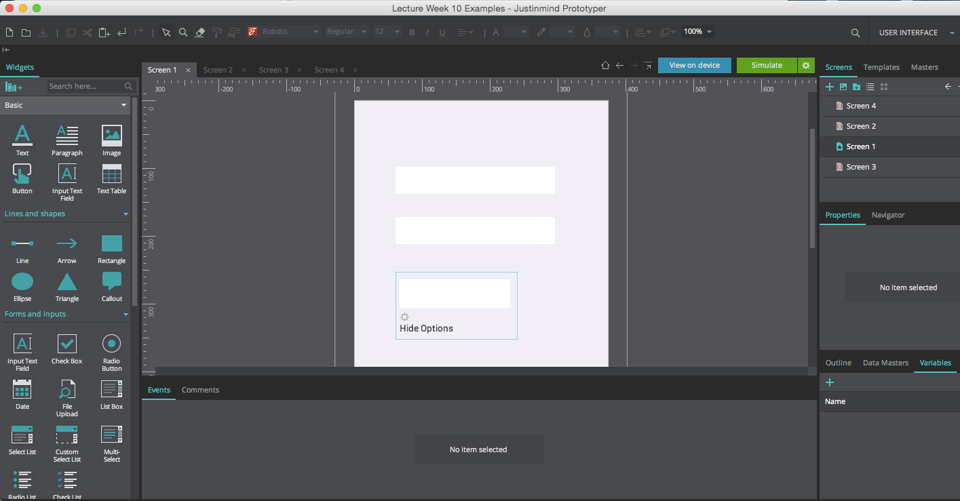 Lecture Week 10 Examples - Justinmind Prototyper
Roboto Regular 12 B I U A 100% USER INTERFACE
Widgets
Search here...
Basic
Text Paragraph Image
Button Input Text Field Text Table
Lines and shapes
Line Arrow Rectangle
Ellipse Triangle Callout
Forms and inputs
Input Text Field Check Box Radio Button
Date File Upload List Box
Select List Custom Select List Multi-Select
Radio List Check List
Screen 1 × Screen 2 × Screen 3 × Screen 4 ×
View on device Simulate
300 -200 -100 0 100 200 300 400 500 600
0
100
200
300
Hide Options
Events Comments
No item selected
Screens Templates Masters
Screen 4
Screen 2
Screen 1
Screen 3
Properties Navigator
No item selected
Outline Data Masters Variables
Name